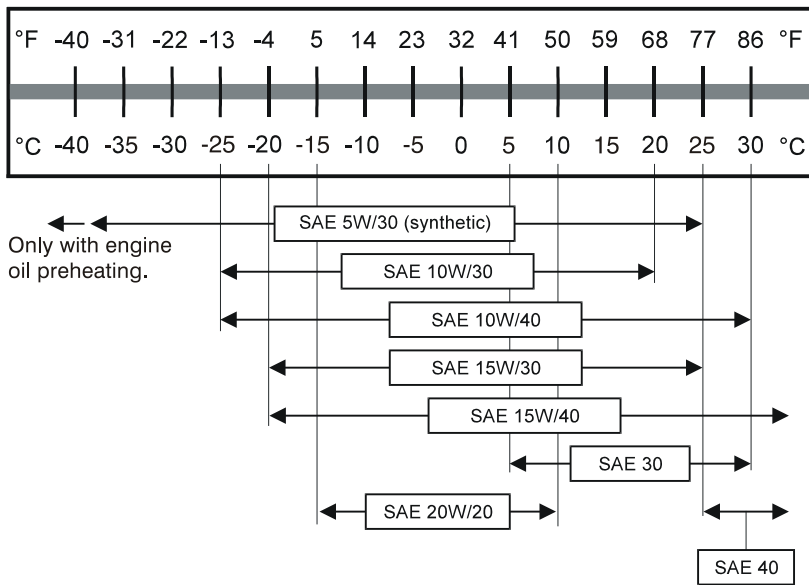 °F -40 -31 -22 -13 -4 5 14 23 32 41 50 59 68 77 86 °F
°C -40 -35 -30 -25 -20 -15 -10 -5 0 5 10 15 20 25 30 °C
SAE 5W/30 (synthetic)
Only with engine
oil preheating.
SAE 10W/30
SAE 10W/40
SAE 15W/30
SAE 15W/40
SAE 30
SAE 20W/20
SAE 40